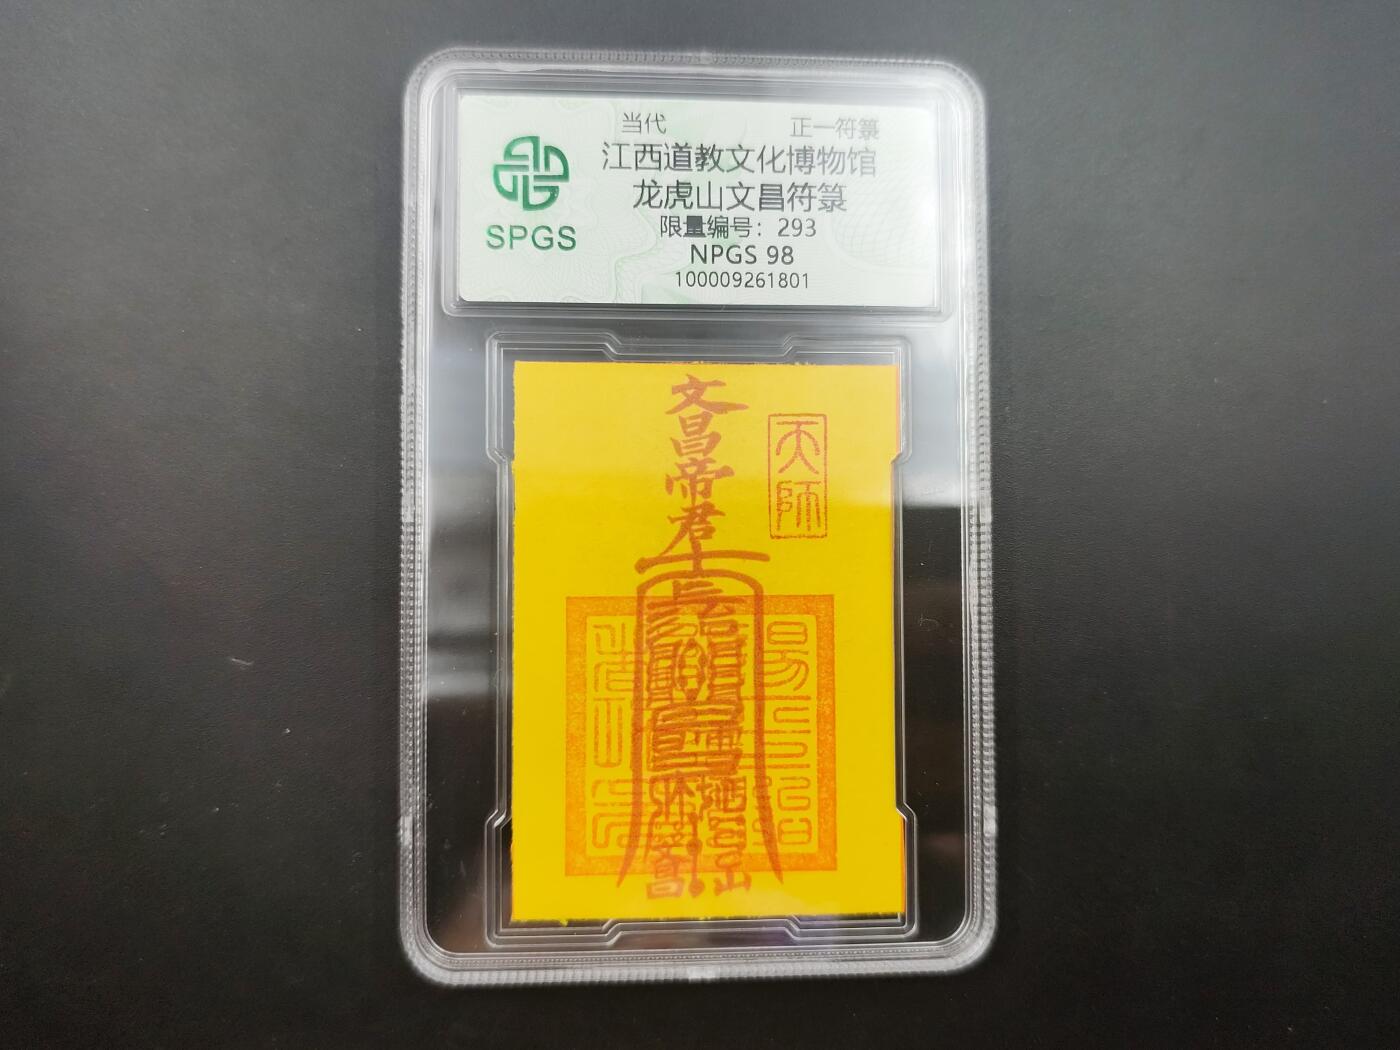 当代 正一符箓
江西道教文化博物馆
龙虎山文昌符箓
限量编号：293
NPGS 98
100009261801
SPGS
文昌帝君
天师